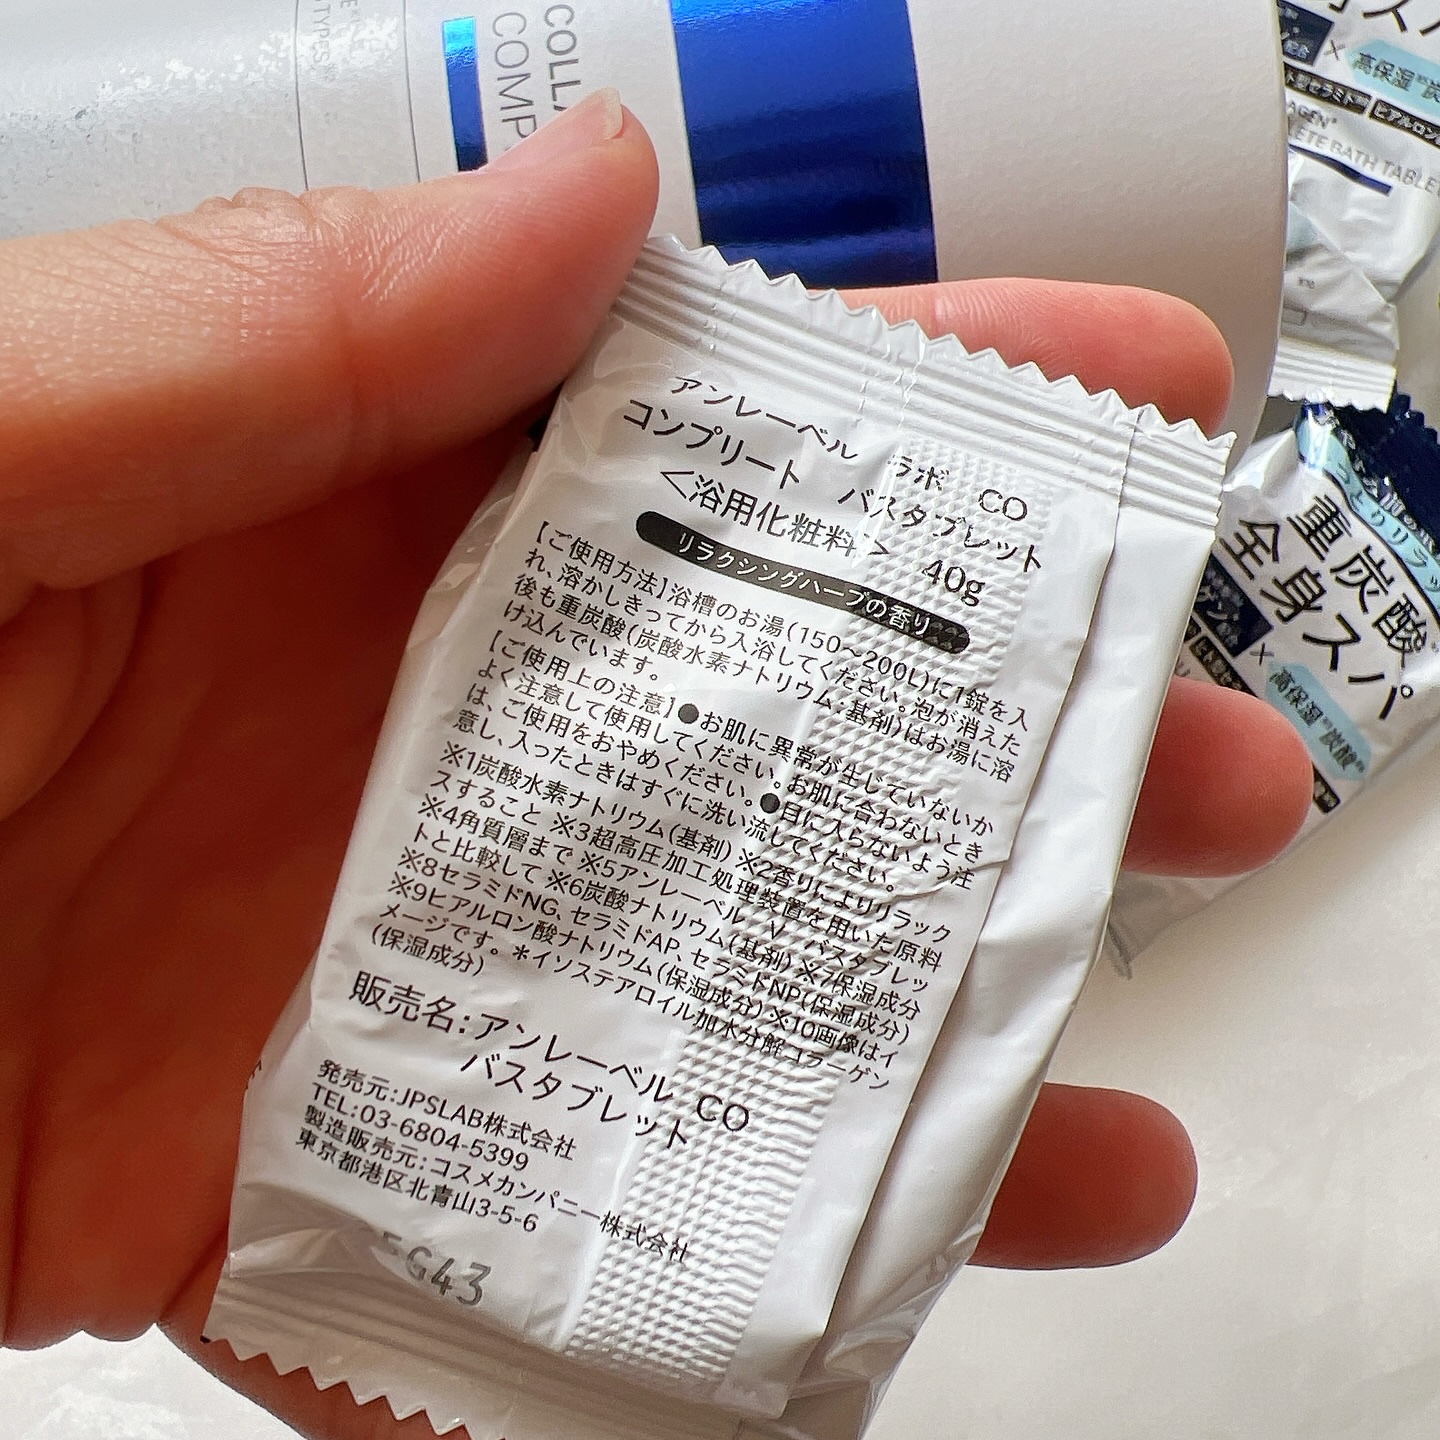 COLLA
COMP
TYPES
アンレーベル ラボ CO
コンプリート バスタブレット
＜浴用化粧料＞ 40g
リラクシングハーブの香り
【ご使用方法】浴槽のお湯(150〜200L)に1錠を入
れ、溶かしきってから入浴してください。泡が消えた
後も重炭酸(炭酸水素ナトリウム:基剤)はお湯に溶
け込んでいます。
【ご使用上の注意】●お肌に異常が生じていないか
よく注意して使用してください。お肌に合わないとき
は、ご使用をおやめください。●目に入らないよう注
意し、入ったときはすぐに洗い流してください。
※1炭酸水素ナトリウム(基剤) ※2香りによりリラック
スすること ※3超高圧加工処理装置を用いた原料
※4角質層まで ※5アンレーベル V バスタブレッ
トと比較して ※6炭酸ナトリウム(基剤) ※7保湿成分
※8セラミドNG、セラミドAP、セラミドNP(保湿成分)
※9ヒアルロン酸ナトリウム(保湿成分) ※10画像はイ
メージです。 ＊イソステアロイル加水分解コラーゲン
(保湿成分)
販売名:アンレーベル CO
バスタブレット
発売元:JPSLAB株式会社
TEL:03-6804-5399
製造販売元:コスメカンパニー株式会社
東京都港区北青山3-5-6
G43
高保湿
BATH TABLE
重炭酸
全身スパ
×
高保湿
炭酸